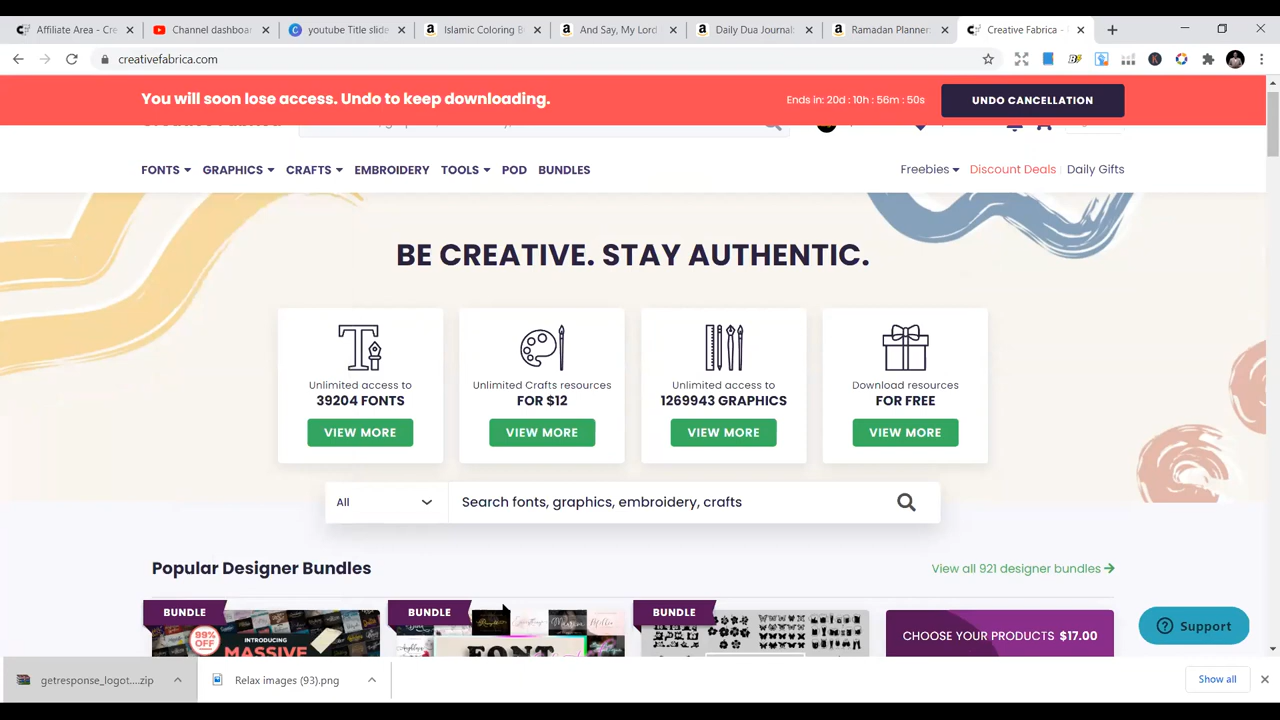 Affiliate Area - Cre
Channel dashboa
youtube Title slide
Islamic Coloring B
And Say, My Lord
Daily Dua Journal:
Ramadan Planner:
Creative Fabrica -
creativefabrica.com
You will soon lose access. Undo to keep downloading.
Ends in: 20d : 10h : 56m : 50s
UNDO CANCELLATION
FONTS
GRAPHICS
CRAFTS
EMBROIDERY
TOOLS
POD
BUNDLES
Freebies
Discount Deals
Daily Gifts
BE CREATIVE. STAY AUTHENTIC.
Unlimited access to
39204 FONTS
VIEW MORE
Unlimited Crafts resources
FOR $12
VIEW MORE
Unlimited access to
1269943 GRAPHICS
VIEW MORE
Download resources
FOR FREE
VIEW MORE
All
Search fonts, graphics, embroidery, crafts
Popular Designer Bundles
View all 921 designer bundles
BUNDLE
99%
OFF
INTRODUCING
MASSIVE
BUNDLE
FONT
BUNDLE
CHOOSE YOUR PRODUCTS $17.00
Support
getresponse_logot....zip
Relax images (93).png
Show all